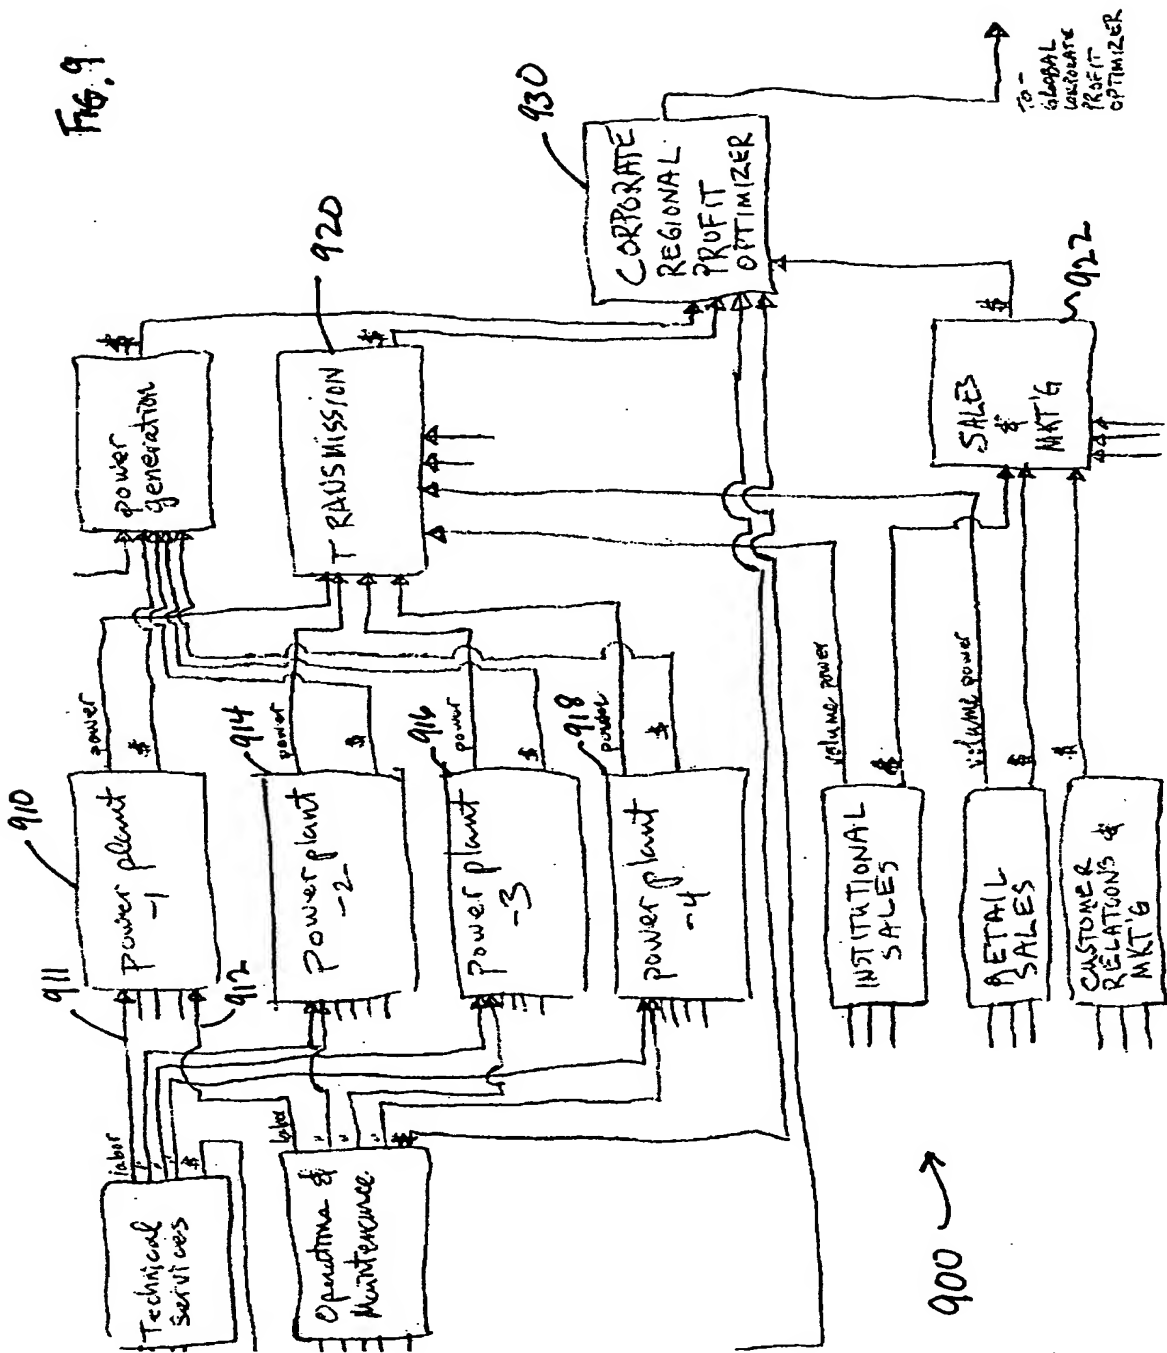 FIG. 9
910
911
912
Technical
services
labor
"
"
"
$
Power plant
-1
power
$
power
generation
$
Operations &
Maintenance
labor
"
"
"
$
914
Power plant
-2
power
$
920
TRANSMISSION
$
916
Power plant
-3
power
$
918
power plant
-4
power
$
930
CORPORATE
REGIONAL
PROFIT
OPTIMIZER
INSTITUTIONAL
SALES
volume power
$
RETAIL
SALES
volume power
$
CUSTOMER
RELATIONS &
MKT'G
$
SALES
&
MKT'G
$
922
TO -
GLOBAL
CORPORATE
PROFIT
OPTIMIZER
900